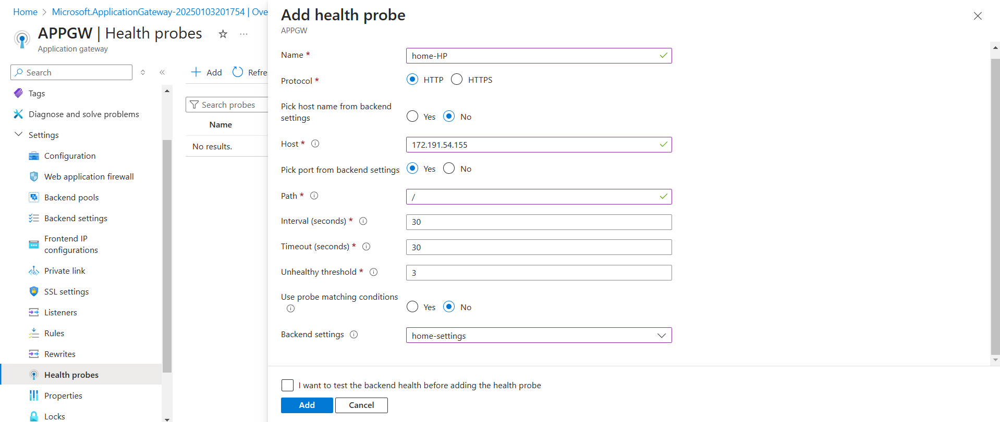 Home > Microsoft.ApplicationGateway-20250103201754 | Ove
APPGW | Health probes
Application gateway
Search
Tags
Diagnose and solve problems
Settings
Configuration
Web application firewall
Backend pools
Backend settings
Frontend IP
configurations
Private link
SSL settings
Listeners
Rules
Rewrites
Health probes
Properties
Locks
Add Refre
Search probes
Name
No results.
Add health probe
APPGW
Name * home-HP
Protocol * HTTP HTTPS
Pick host name from backend
settings Yes No
Host * 172.191.54.155
Pick port from backend settings Yes No
Path * /
Interval (seconds) * 30
Timeout (seconds) * 30
Unhealthy threshold * 3
Use probe matching conditions
Yes No
Backend settings home-settings
I want to test the backend health before adding the health probe
Add Cancel